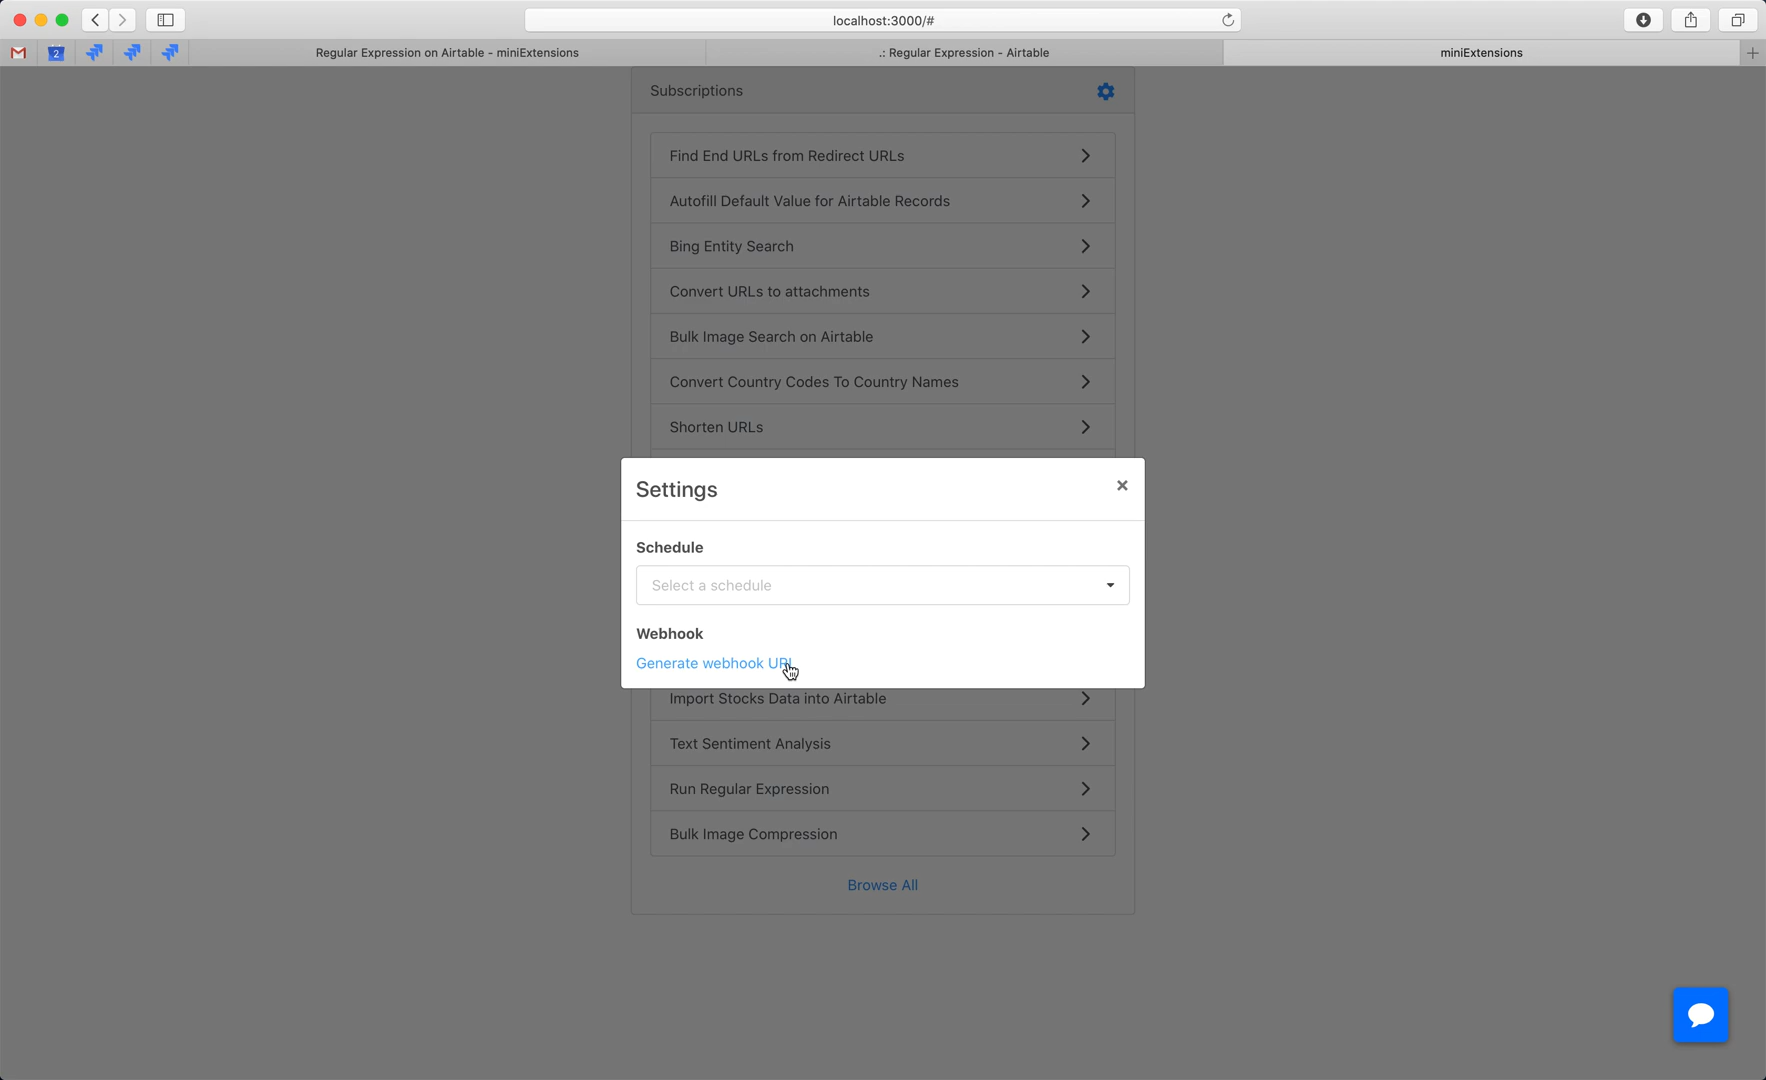 localhost:3000/#
2
Regular Expression on Airtable - miniExtensions
.: Regular Expression - Airtable
miniExtensions
Subscriptions
Find End URLs from Redirect URLs
Autofill Default Value for Airtable Records
Bing Entity Search
Convert URLs to attachments
Bulk Image Search on Airtable
Convert Country Codes To Country Names
Shorten URLs
Settings
×
Schedule
Select a schedule
Webhook
Generate webhook URL
Import Stocks Data into Airtable
Text Sentiment Analysis
Run Regular Expression
Bulk Image Compression
Browse All